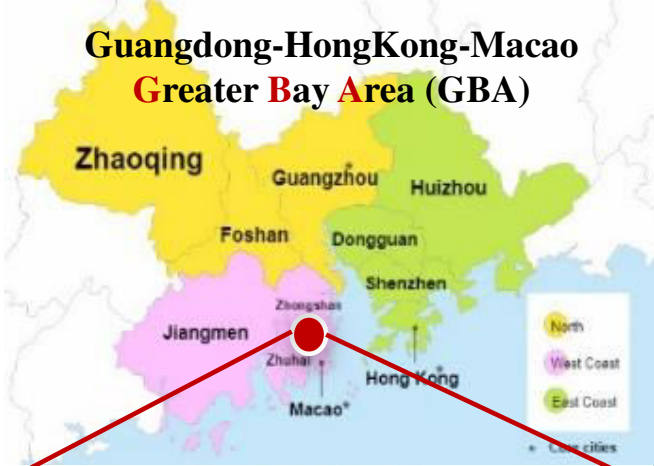 Guangdong-HongKong-Macao
Greater Bay Area (GBA)
Zhaoqing
Guangzhou
Huizhou
Foshan
Dongguan
Shenzhen
Zhongshan
Jiangmen
Zhuhai
Hong Kong
Macao*
North
West Coast
East Coast
* Core cities